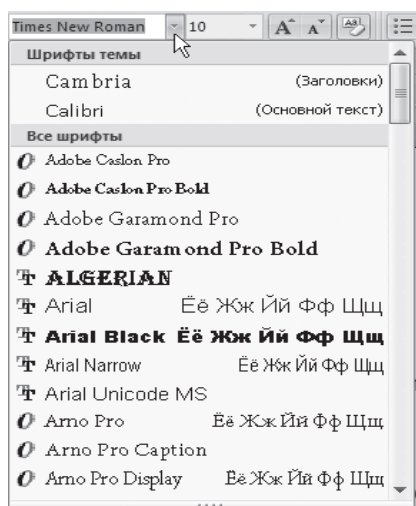 Times New Roman 10
Шрифты темы
Cambria (Заголовки)
Calibri (Основной текст)
Все шрифты
Adobe Caslon Pro
Adobe Caslon Pro Bold
Adobe Garamond Pro
Adobe Garamond Pro Bold
ALGERIAN
Arial Ёё Жж Йй Фф Щщ
Arial Black Ёё Жж Йй Фф Щщ
Arial Narrow Ёё Жж Йй Фф Щщ
Arial Unicode MS
Arno Pro Ёё Жж Йй Фф Щщ
Arno Pro Caption
Arno Pro Display Ёё Жж Йй Фф Щщ